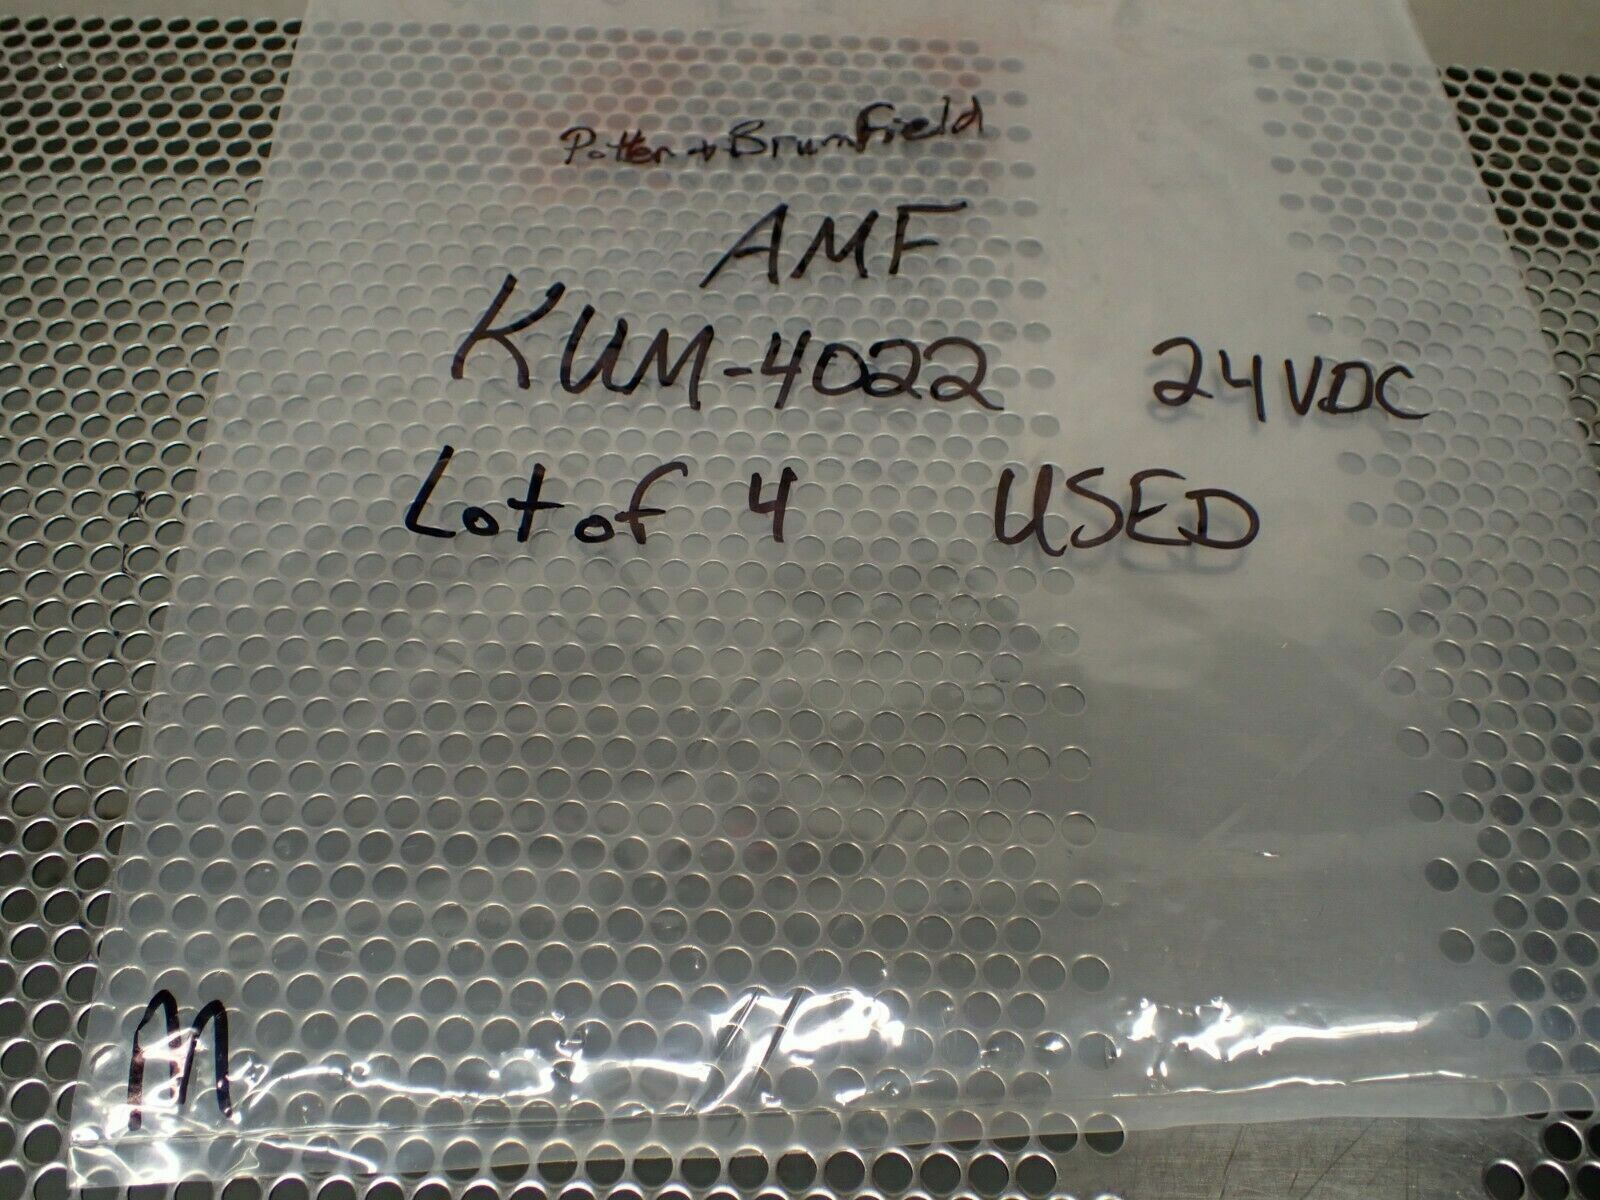 Potter + Brumfield
AMF
KUM-4022 24VDC
Lot of 4 USED
M